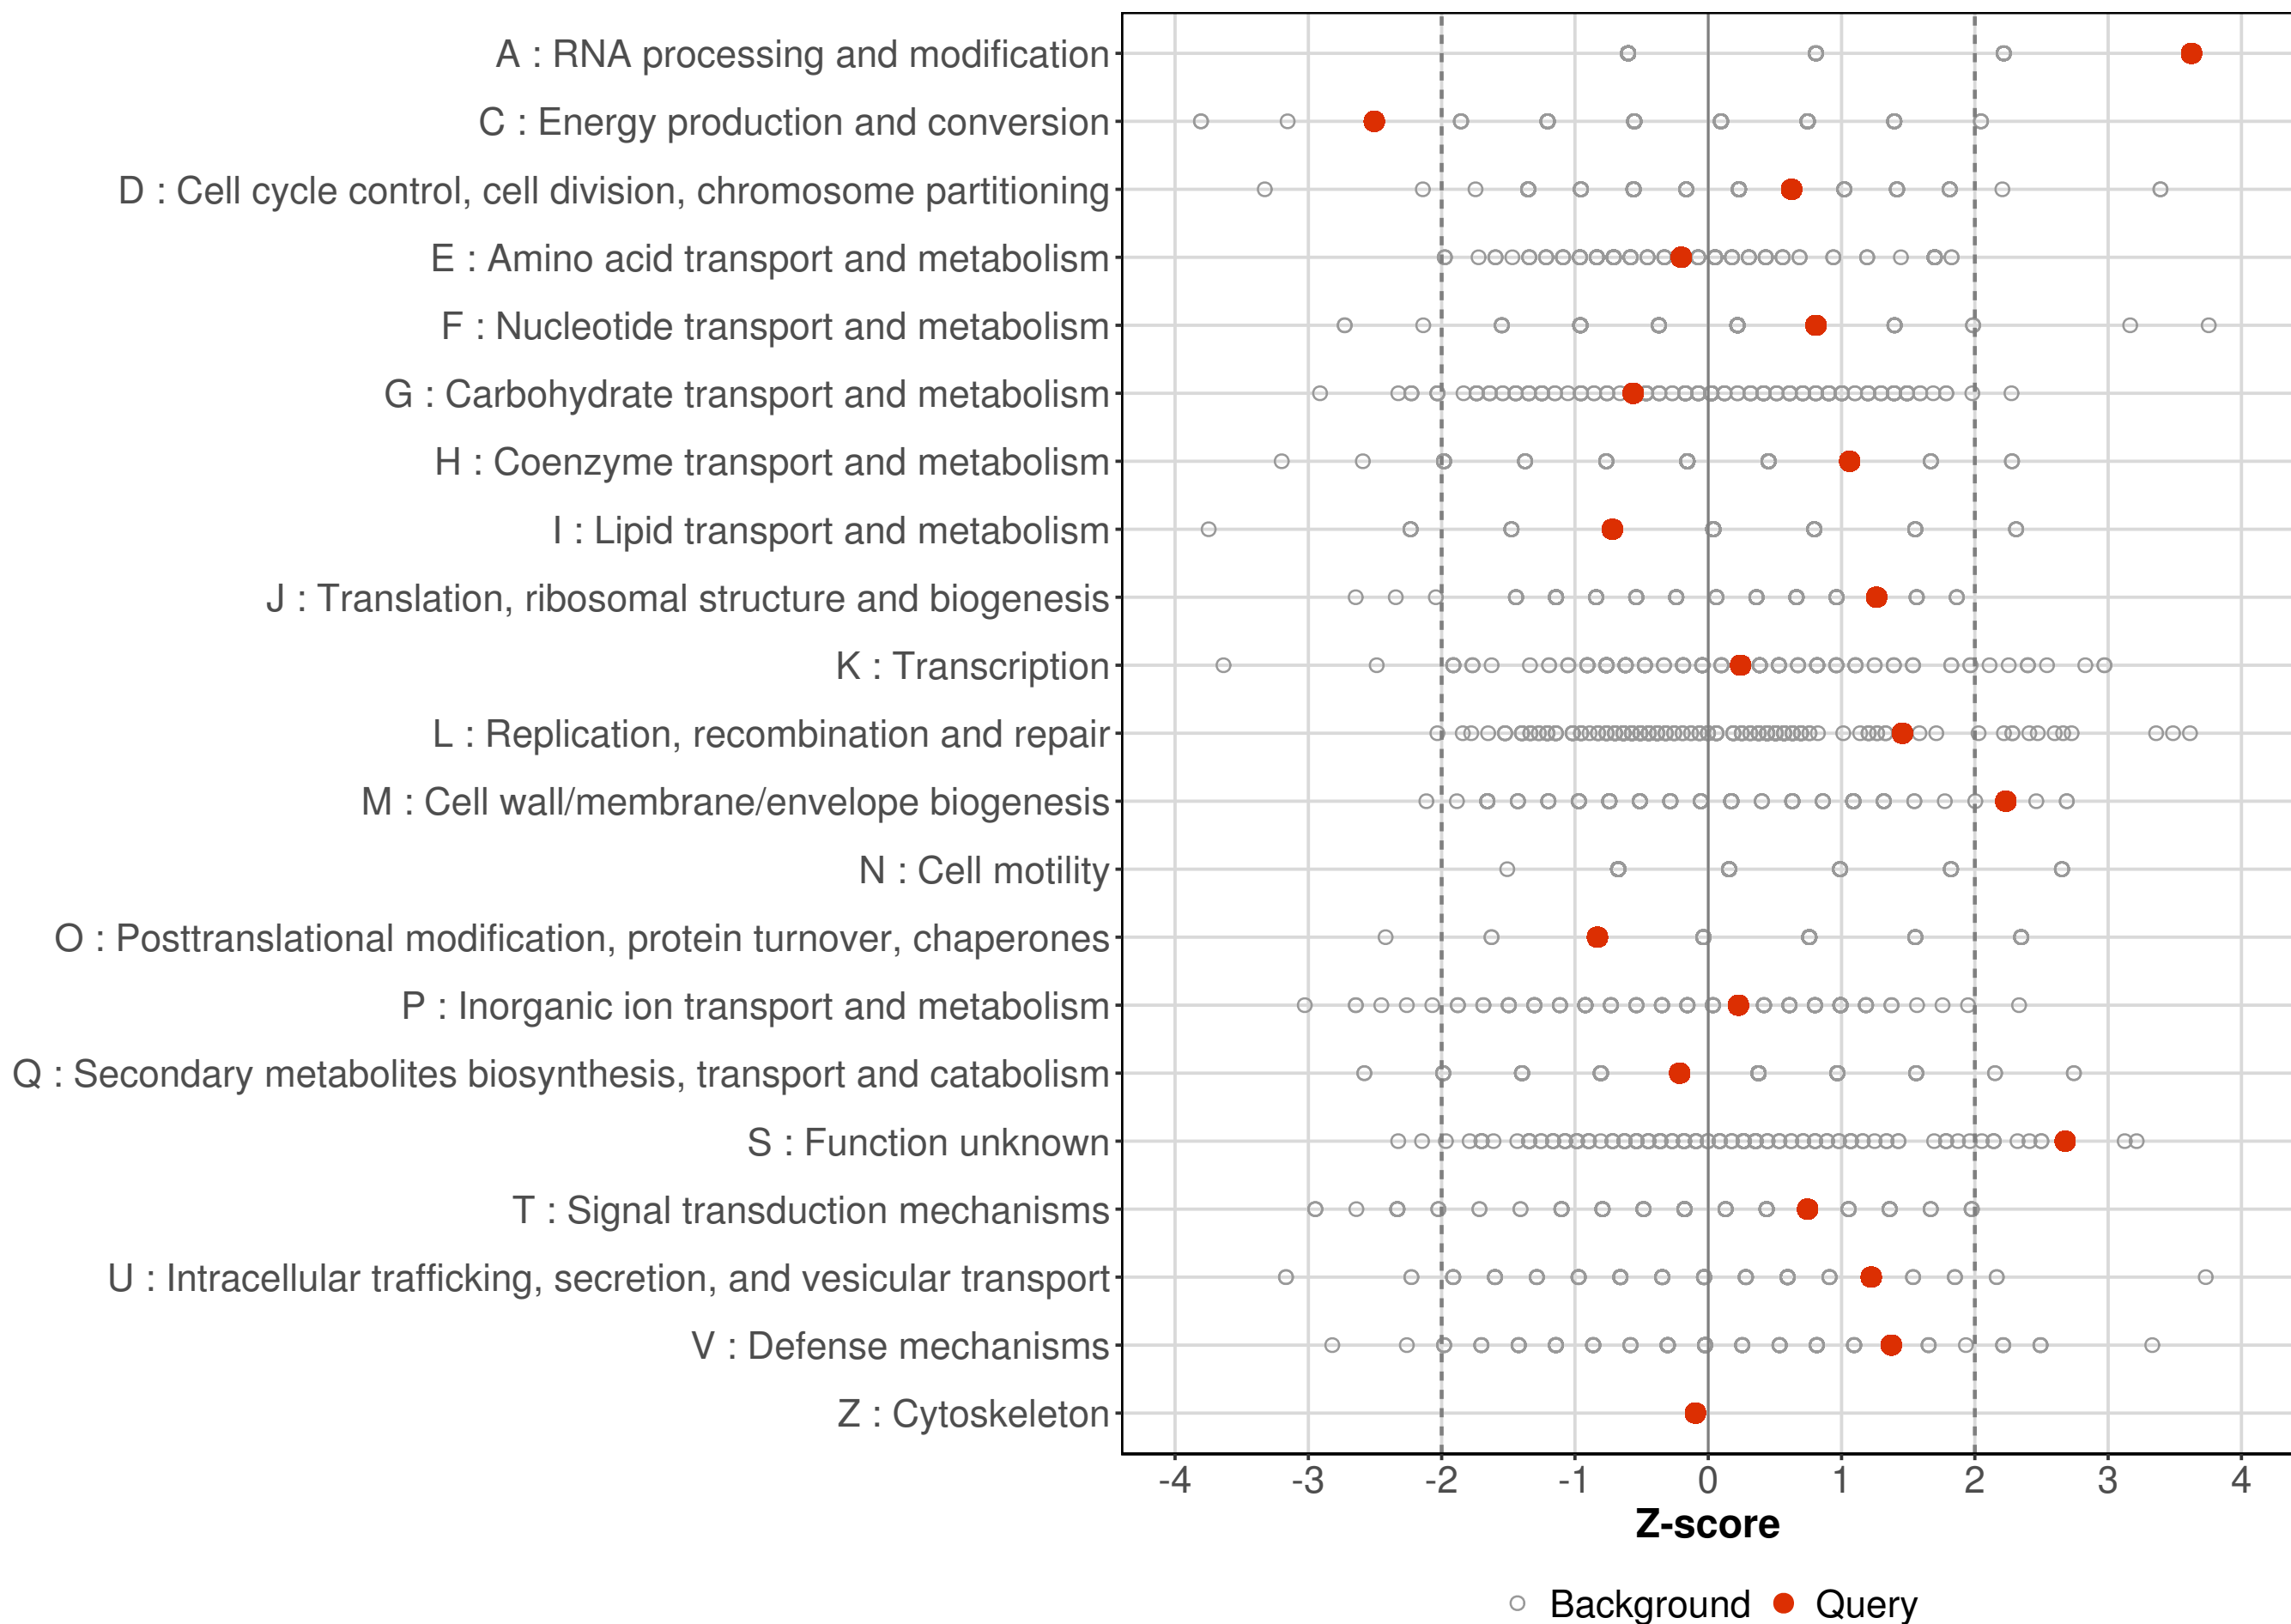 A : RNA processing and modification
C : Energy production and conversion
D : Cell cycle control, cell division, chromosome partitioning
E : Amino acid transport and metabolism
F : Nucleotide transport and metabolism
G : Carbohydrate transport and metabolism
H : Coenzyme transport and metabolism
I : Lipid transport and metabolism
J : Translation, ribosomal structure and biogenesis
K : Transcription
L : Replication, recombination and repair
M : Cell wall/membrane/envelope biogenesis
N : Cell motility
O : Posttranslational modification, protein turnover, chaperones
P : Inorganic ion transport and metabolism
Q : Secondary metabolites biosynthesis, transport and catabolism
S : Function unknown
T : Signal transduction mechanisms
U : Intracellular trafficking, secretion, and vesicular transport
V : Defense mechanisms
Z : Cytoskeleton
-4 -3 -2 -1 0 1 2 3 4
Z-score
Background Query